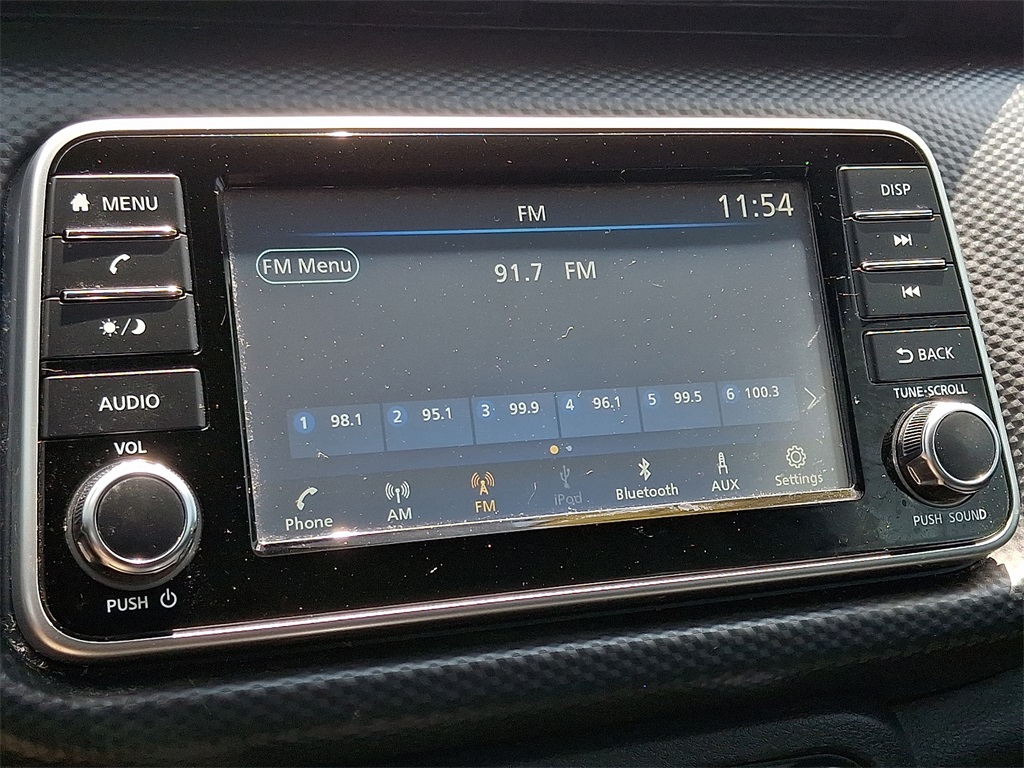 MENU
AUDIO
VOL
PUSH
FM
11:54
FM Menu
91.7 FM
1 98.1 2 95.1 3 99.9 4 96.1 5 99.5 6 100.3
Phone AM FM iPod Bluetooth AUX Settings
DISP
BACK
TUNE·SCROLL
PUSH SOUND